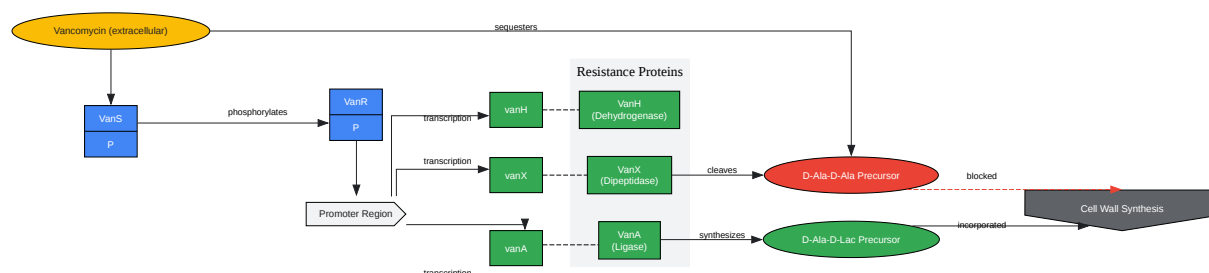 Vancomycin (extracellular)
sequesters
Resistance Proteins
VanS
P
phosphorylates
VanR
P
transcription
vanH
VanH
(Dehydrogenase)
transcription
vanX
VanX
(Dipeptidase)
cleaves
D-Ala-D-Ala Precursor
blocked
Cell Wall Synthesis
Promoter Region
vanA
VanA
(Ligase)
synthesizes
D-Ala-D-Lac Precursor
incorporated
transcription